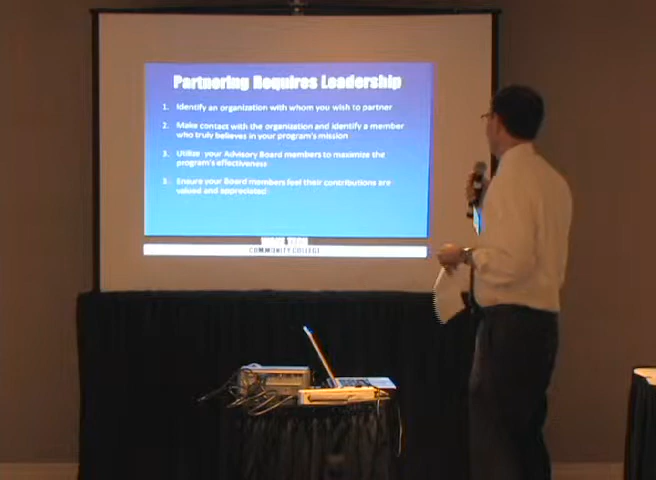 Partnering Requires Leadership
1. Identify an organization with whom you wish to partner
2. Make contact with the organization and identify a member
who truly believes in your program's mission
3. Utilize your Advisory Board members to maximize the
program's effectiveness
Ensure your Board members feel their contributions are
valued and appreciated
COMMUNITY COLLEGE